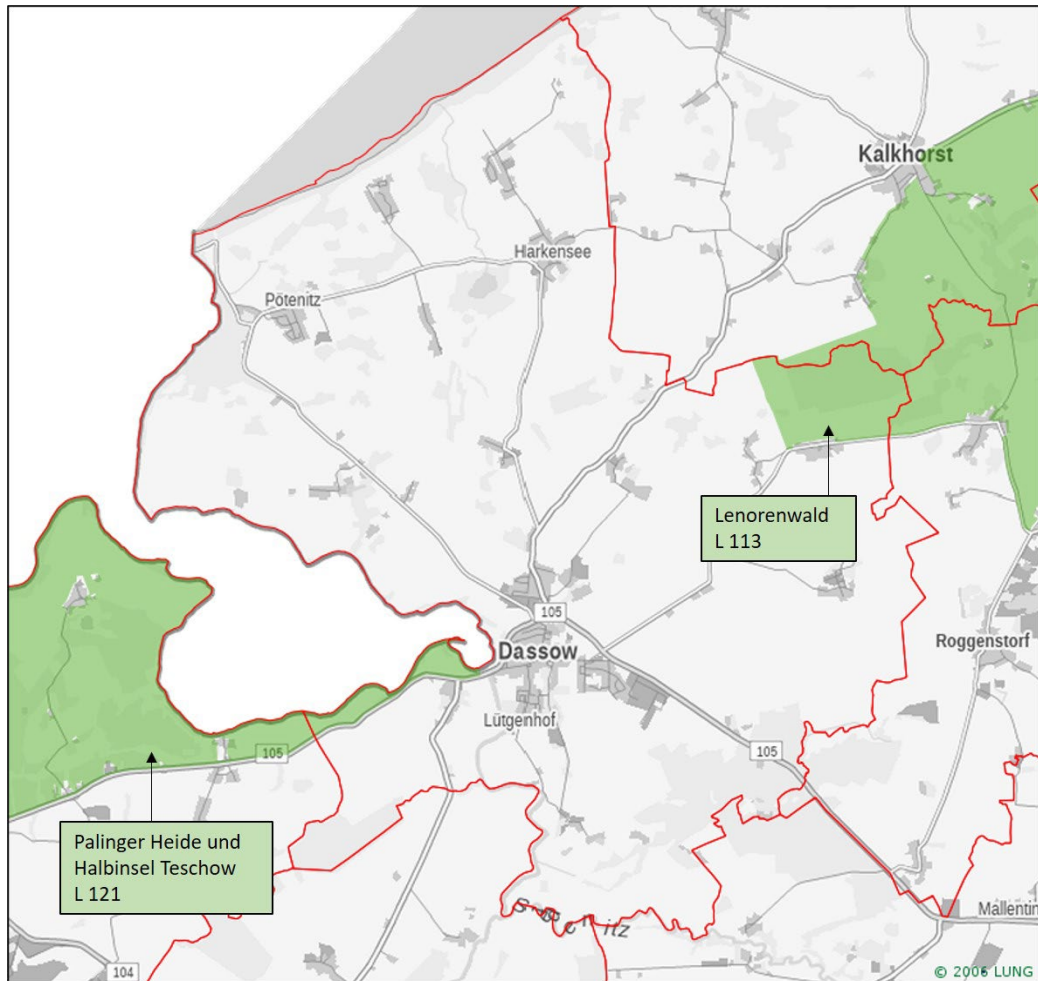 Kalkhorst
Harkensee
Pötenitz
Lenorenwald
L 113
105
Dassow
Roggenstorf
Lütgenhof
105
105
Palinger Heide und
Halbinsel Teschow
L 121
Mallentin
104
© 2006 LUNG